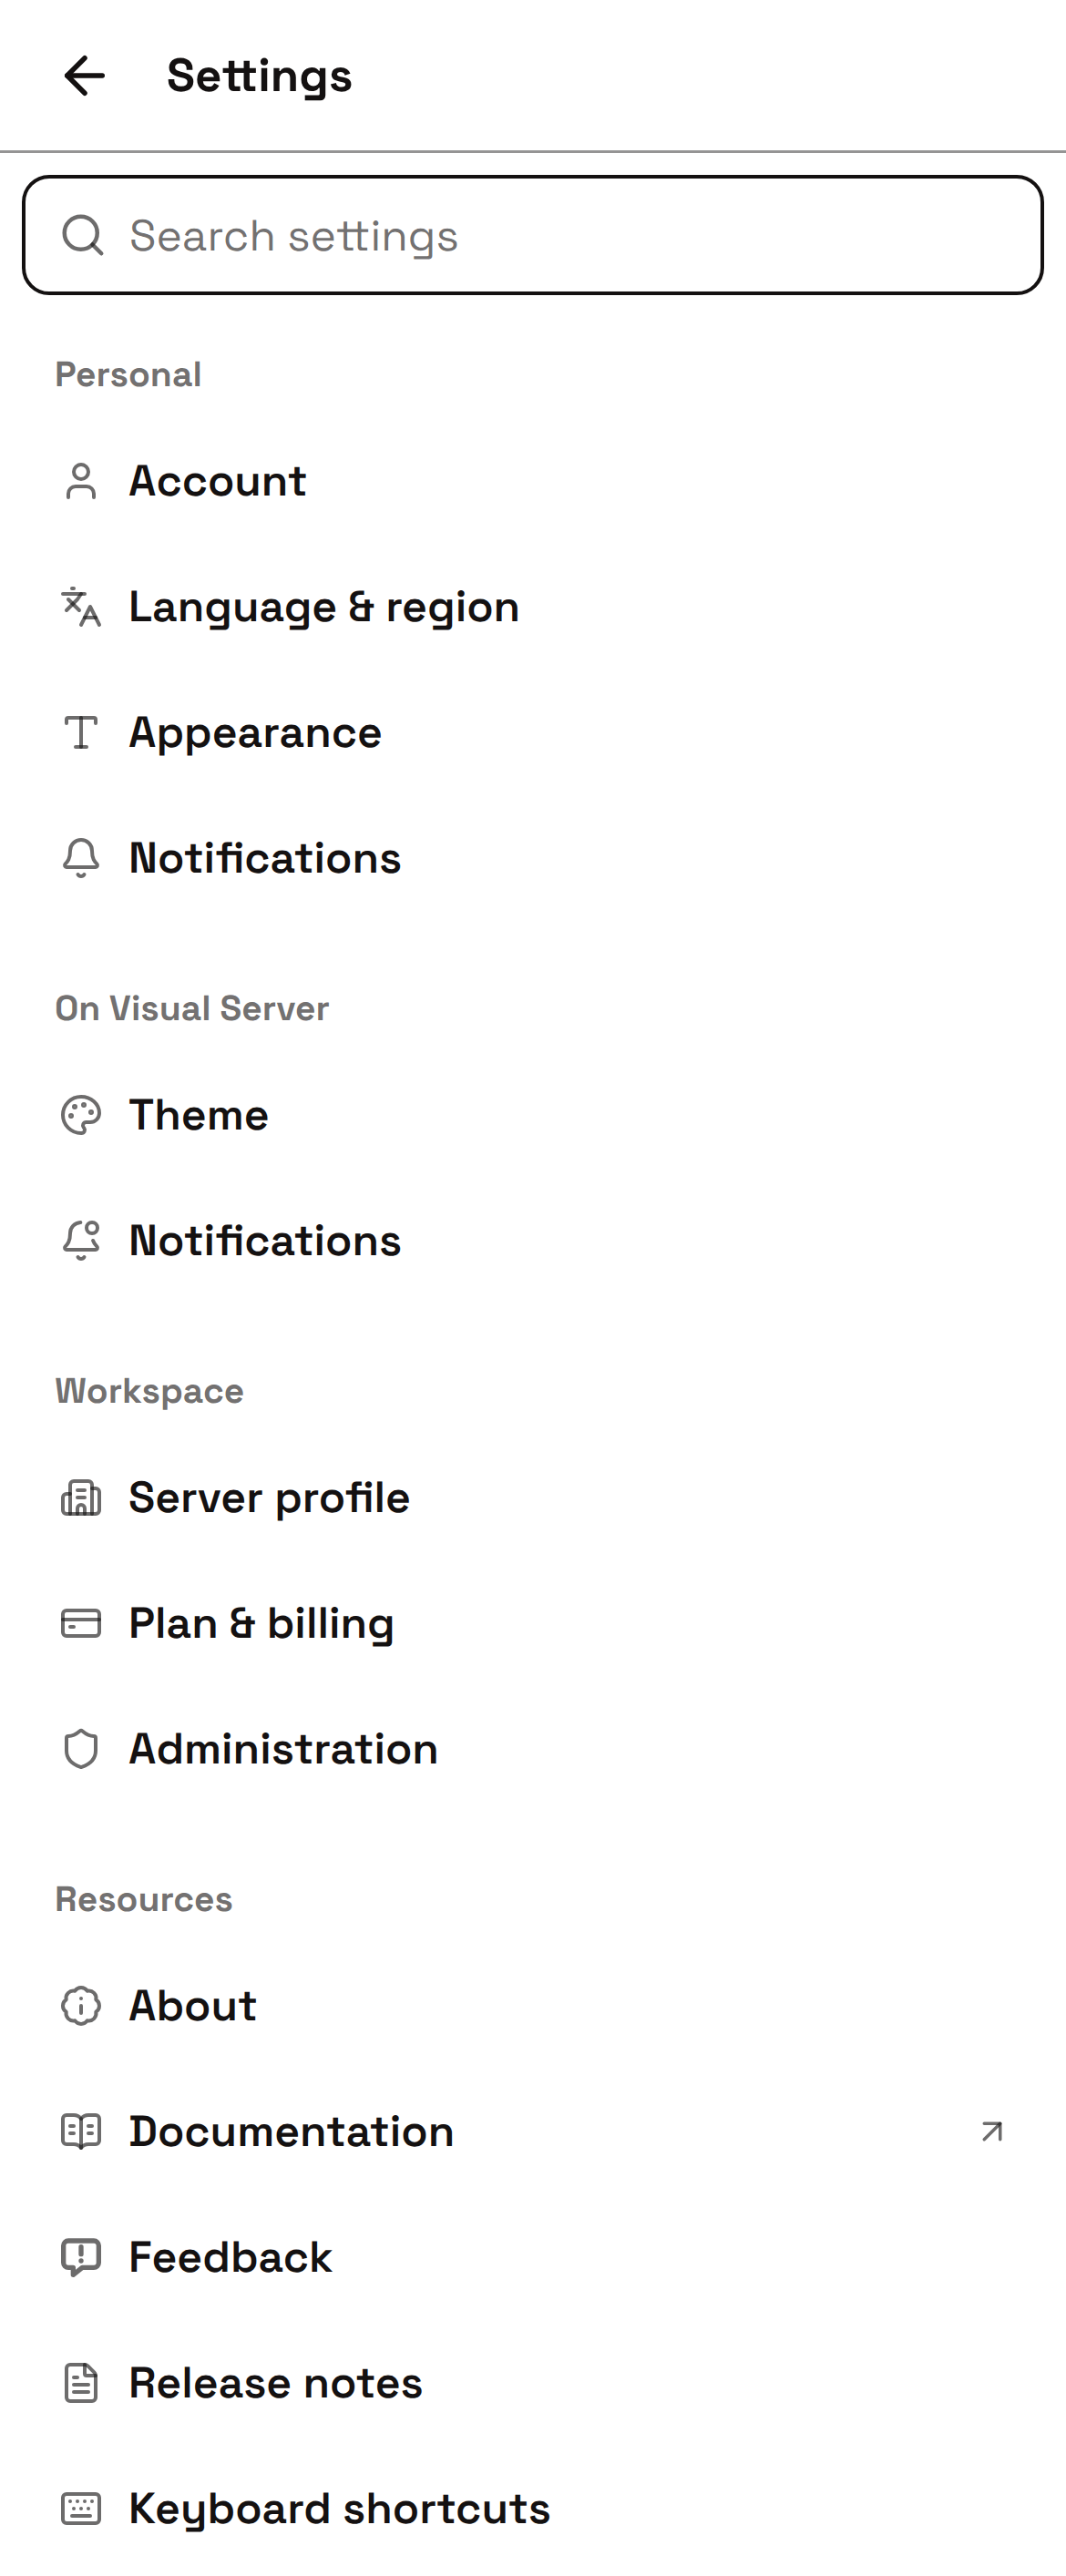 Settings
Search settings
Personal
Account
Language & region
Appearance
Notifications
On Visual Server
Theme
Notifications
Workspace
Server profile
Plan & billing
Administration
Resources
About
Documentation
Feedback
Release notes
Keyboard shortcuts